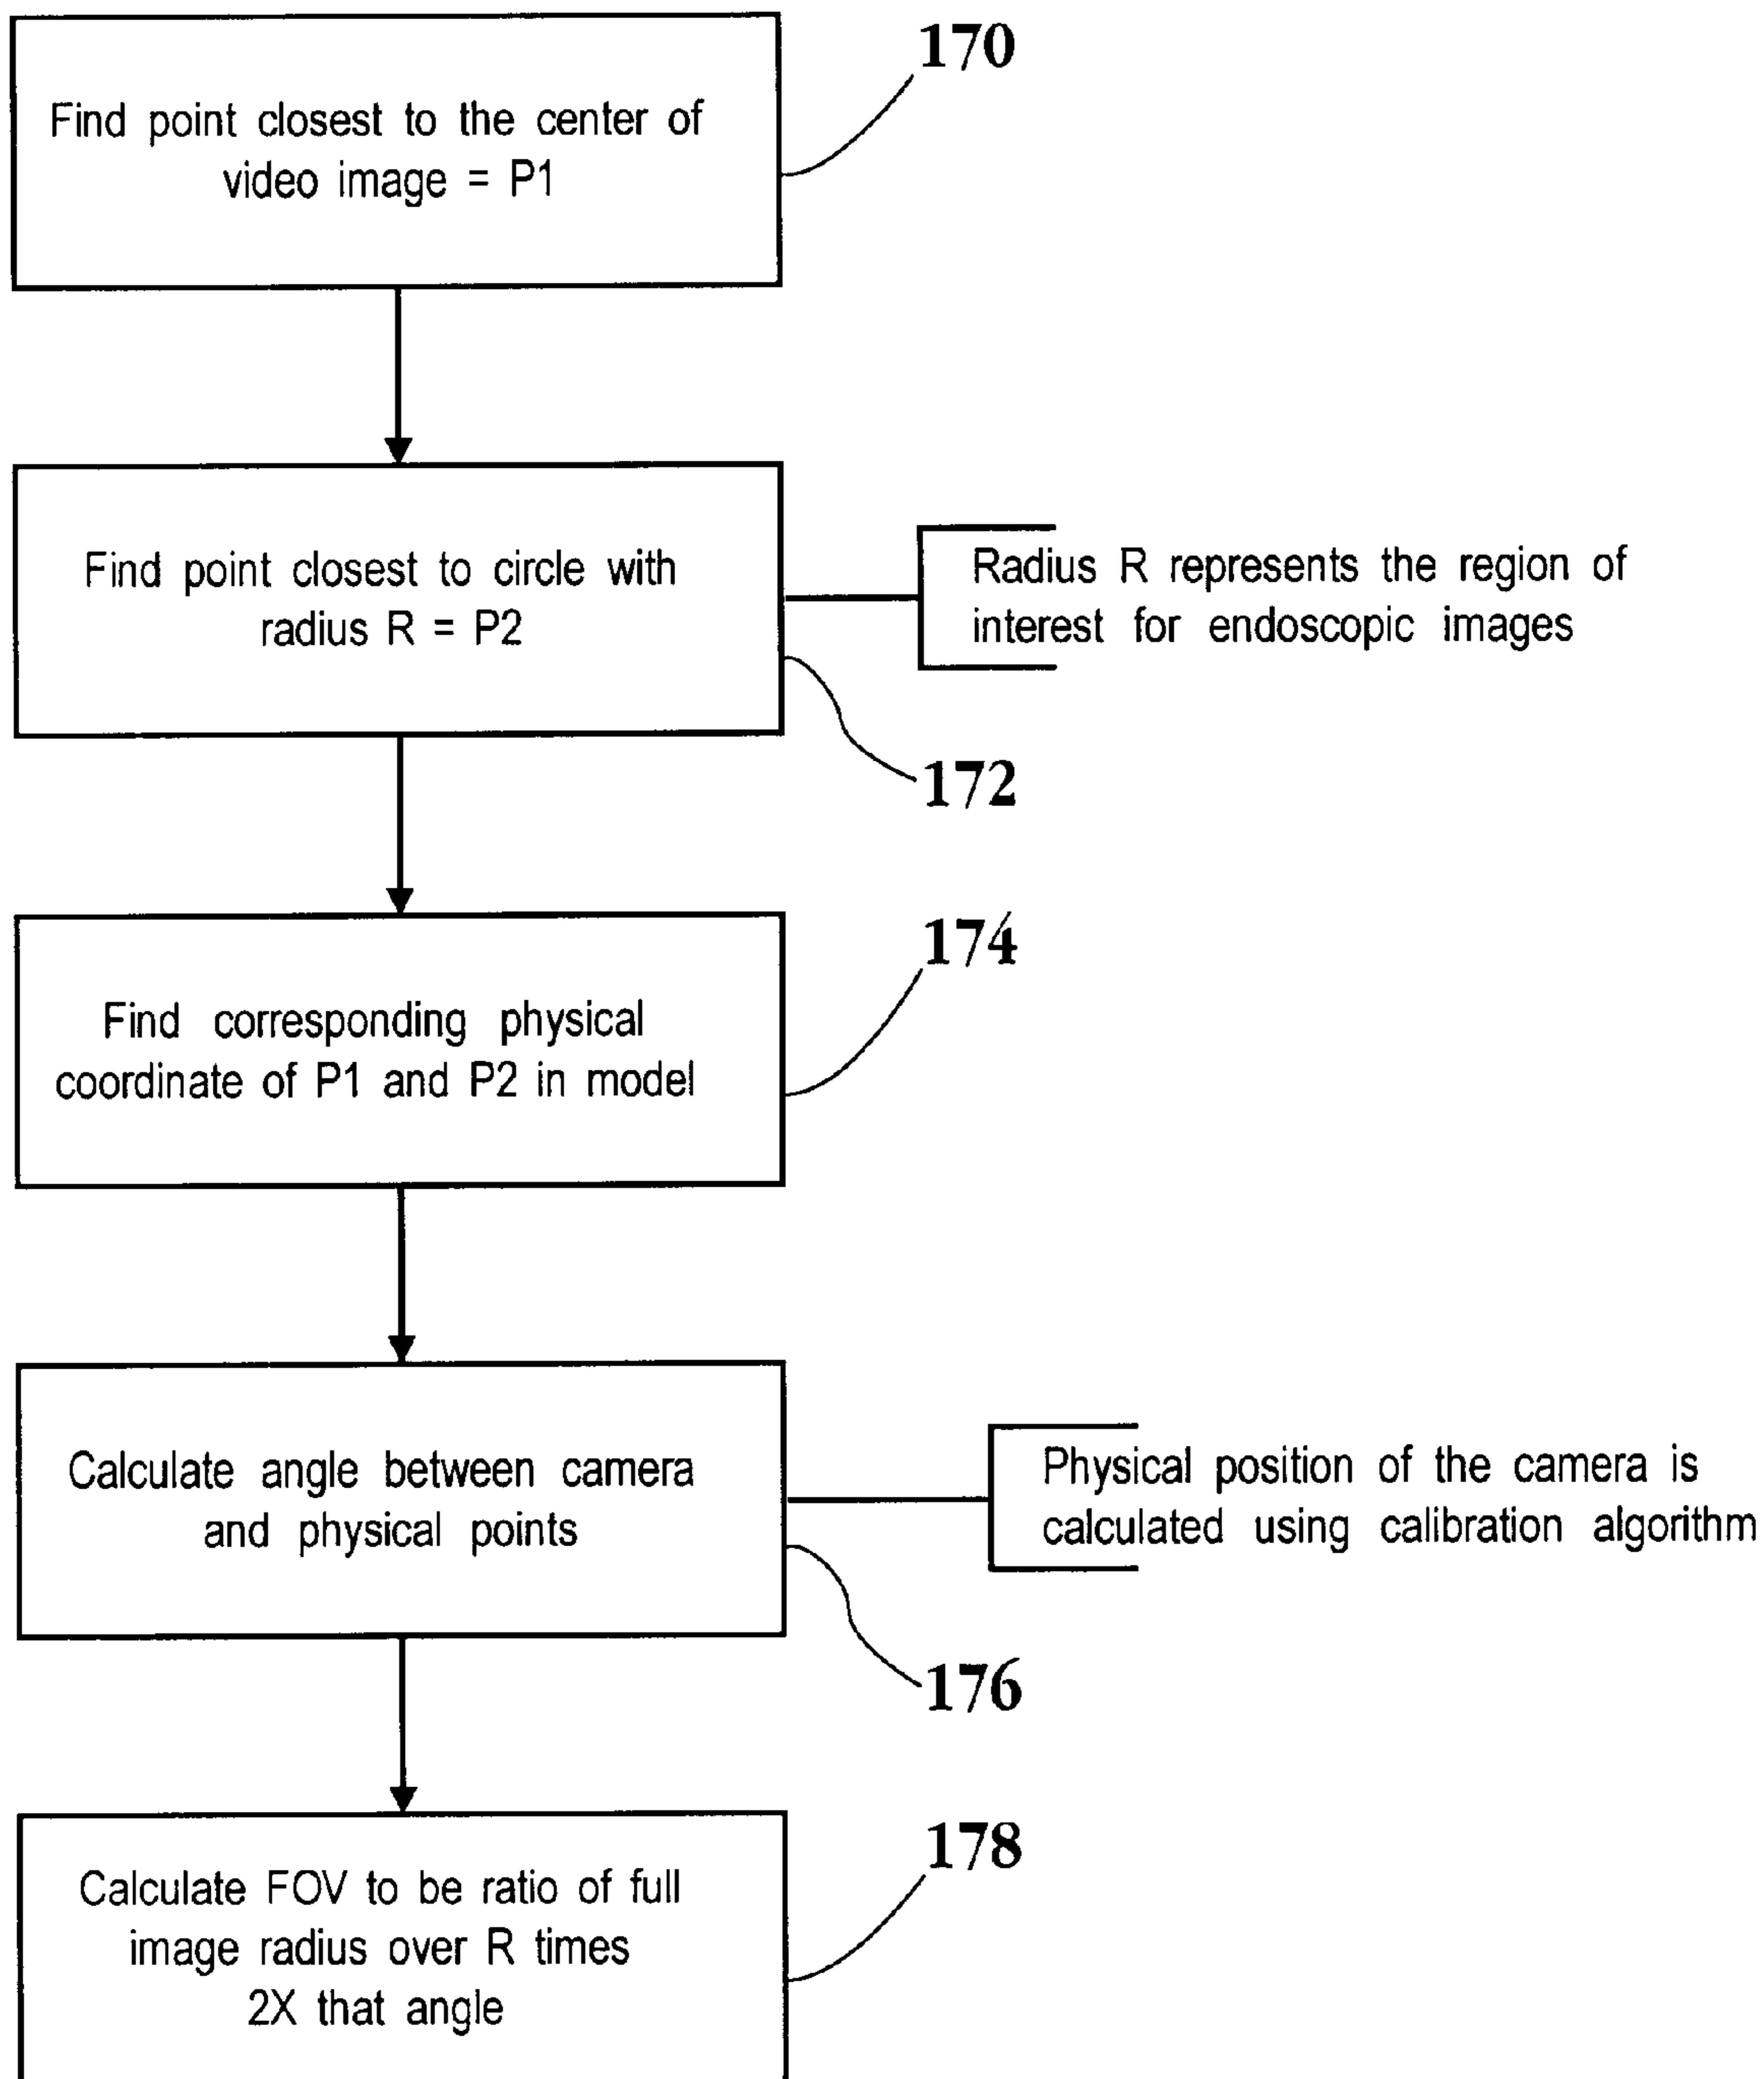 170
Find point closest to the center of
video image = P1
Find point closest to circle with
radius R = P2
Radius R represents the region of
interest for endoscopic images
172
174
Find corresponding physical
coordinate of P1 and P2 in model
Calculate angle between camera
and physical points
Physical position of the camera is
calculated using calibration algorithm
176
178
Calculate FOV to be ratio of full
image radius over R times
2X that angle